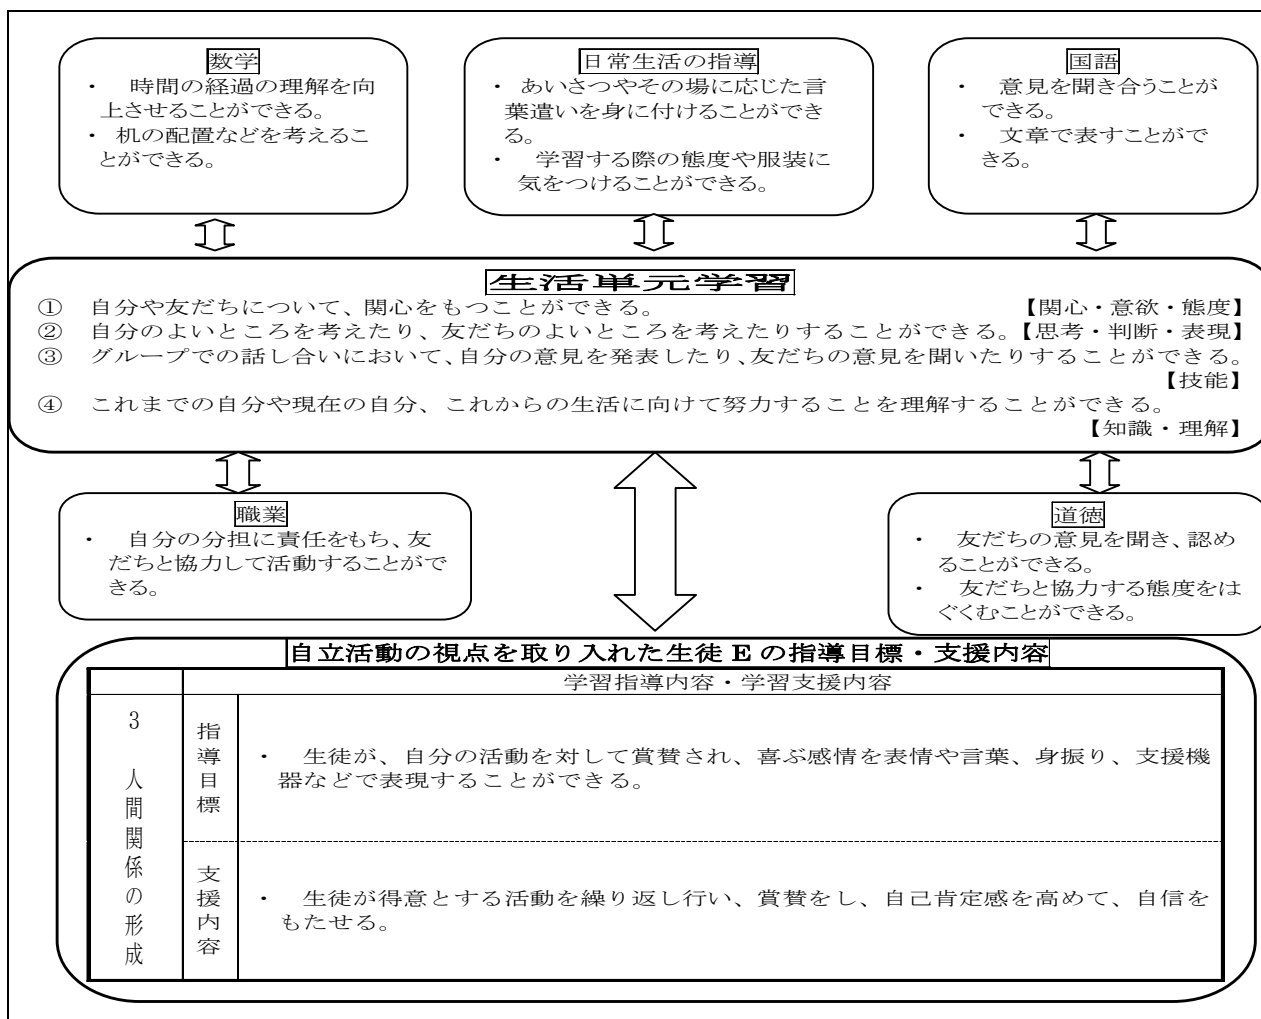 数学
・ 時間の経過の理解を向
上させることができる。
・ 机の配置などを考えるこ
とができる。
日常生活の指導
・ あいさつやその場に応じた言
葉遣いを身に付けることができ
る。
・ 学習する際の態度や服装に
気をつけることができる。
国語
・ 意見を聞き合うことが
できる。
・ 文章で表すことがで
きる。
生活単元学習
① 自分や友だちについて、関心をもつことができる。 【関心・意欲・態度】
② 自分のよいところを考えたり、友だちのよいところを考えたりすることができる。【思考・判断・表現】
③ グループでの話し合いにおいて、自分の意見を発表したり、友だちの意見を聞いたりすることができる。
【技能】
④ これまでの自分や現在の自分、これからの生活に向けて努力することを理解することができる。
【知識・理解】
職業
・ 自分の分担に責任をもち、友
だちと協力して活動することがで
きる。
道徳
・ 友だちの意見を聞き、認め
ることができる。
・ 友だちと協力する態度をは
ぐくむことができる。
自立活動の視点を取り入れた生徒Eの指導目標・支援内容
学習指導内容・学習支援内容
3 人間関係の形成
指導目標
・ 生徒が、自分の活動を対して賞賛され、喜ぶ感情を表情や言葉、身振り、支援機
器などで表現することができる。
支援内容
・ 生徒が得意とする活動を繰り返し行い、賞賛をし、自己肯定感を高めて、自信を
もたせる。